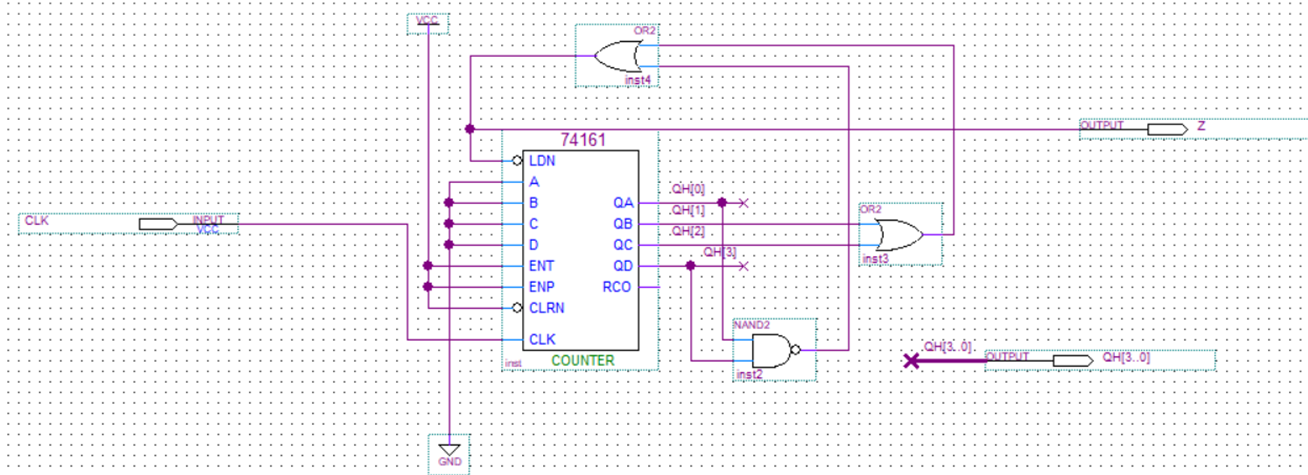 VCC
OR2
inst4
OUTPUT Z
74161
LDN
A
B QA QH[0]
C QB QH[1]
D QC QH[2]
ENT QD QH[3]
ENP RCO
CLRN
CLK
inst COUNTER
CLK INPUT
VCC
OR2
inst3
NAND2
inst2
QH[3..0] OUTPUT QH[3..0]
GND